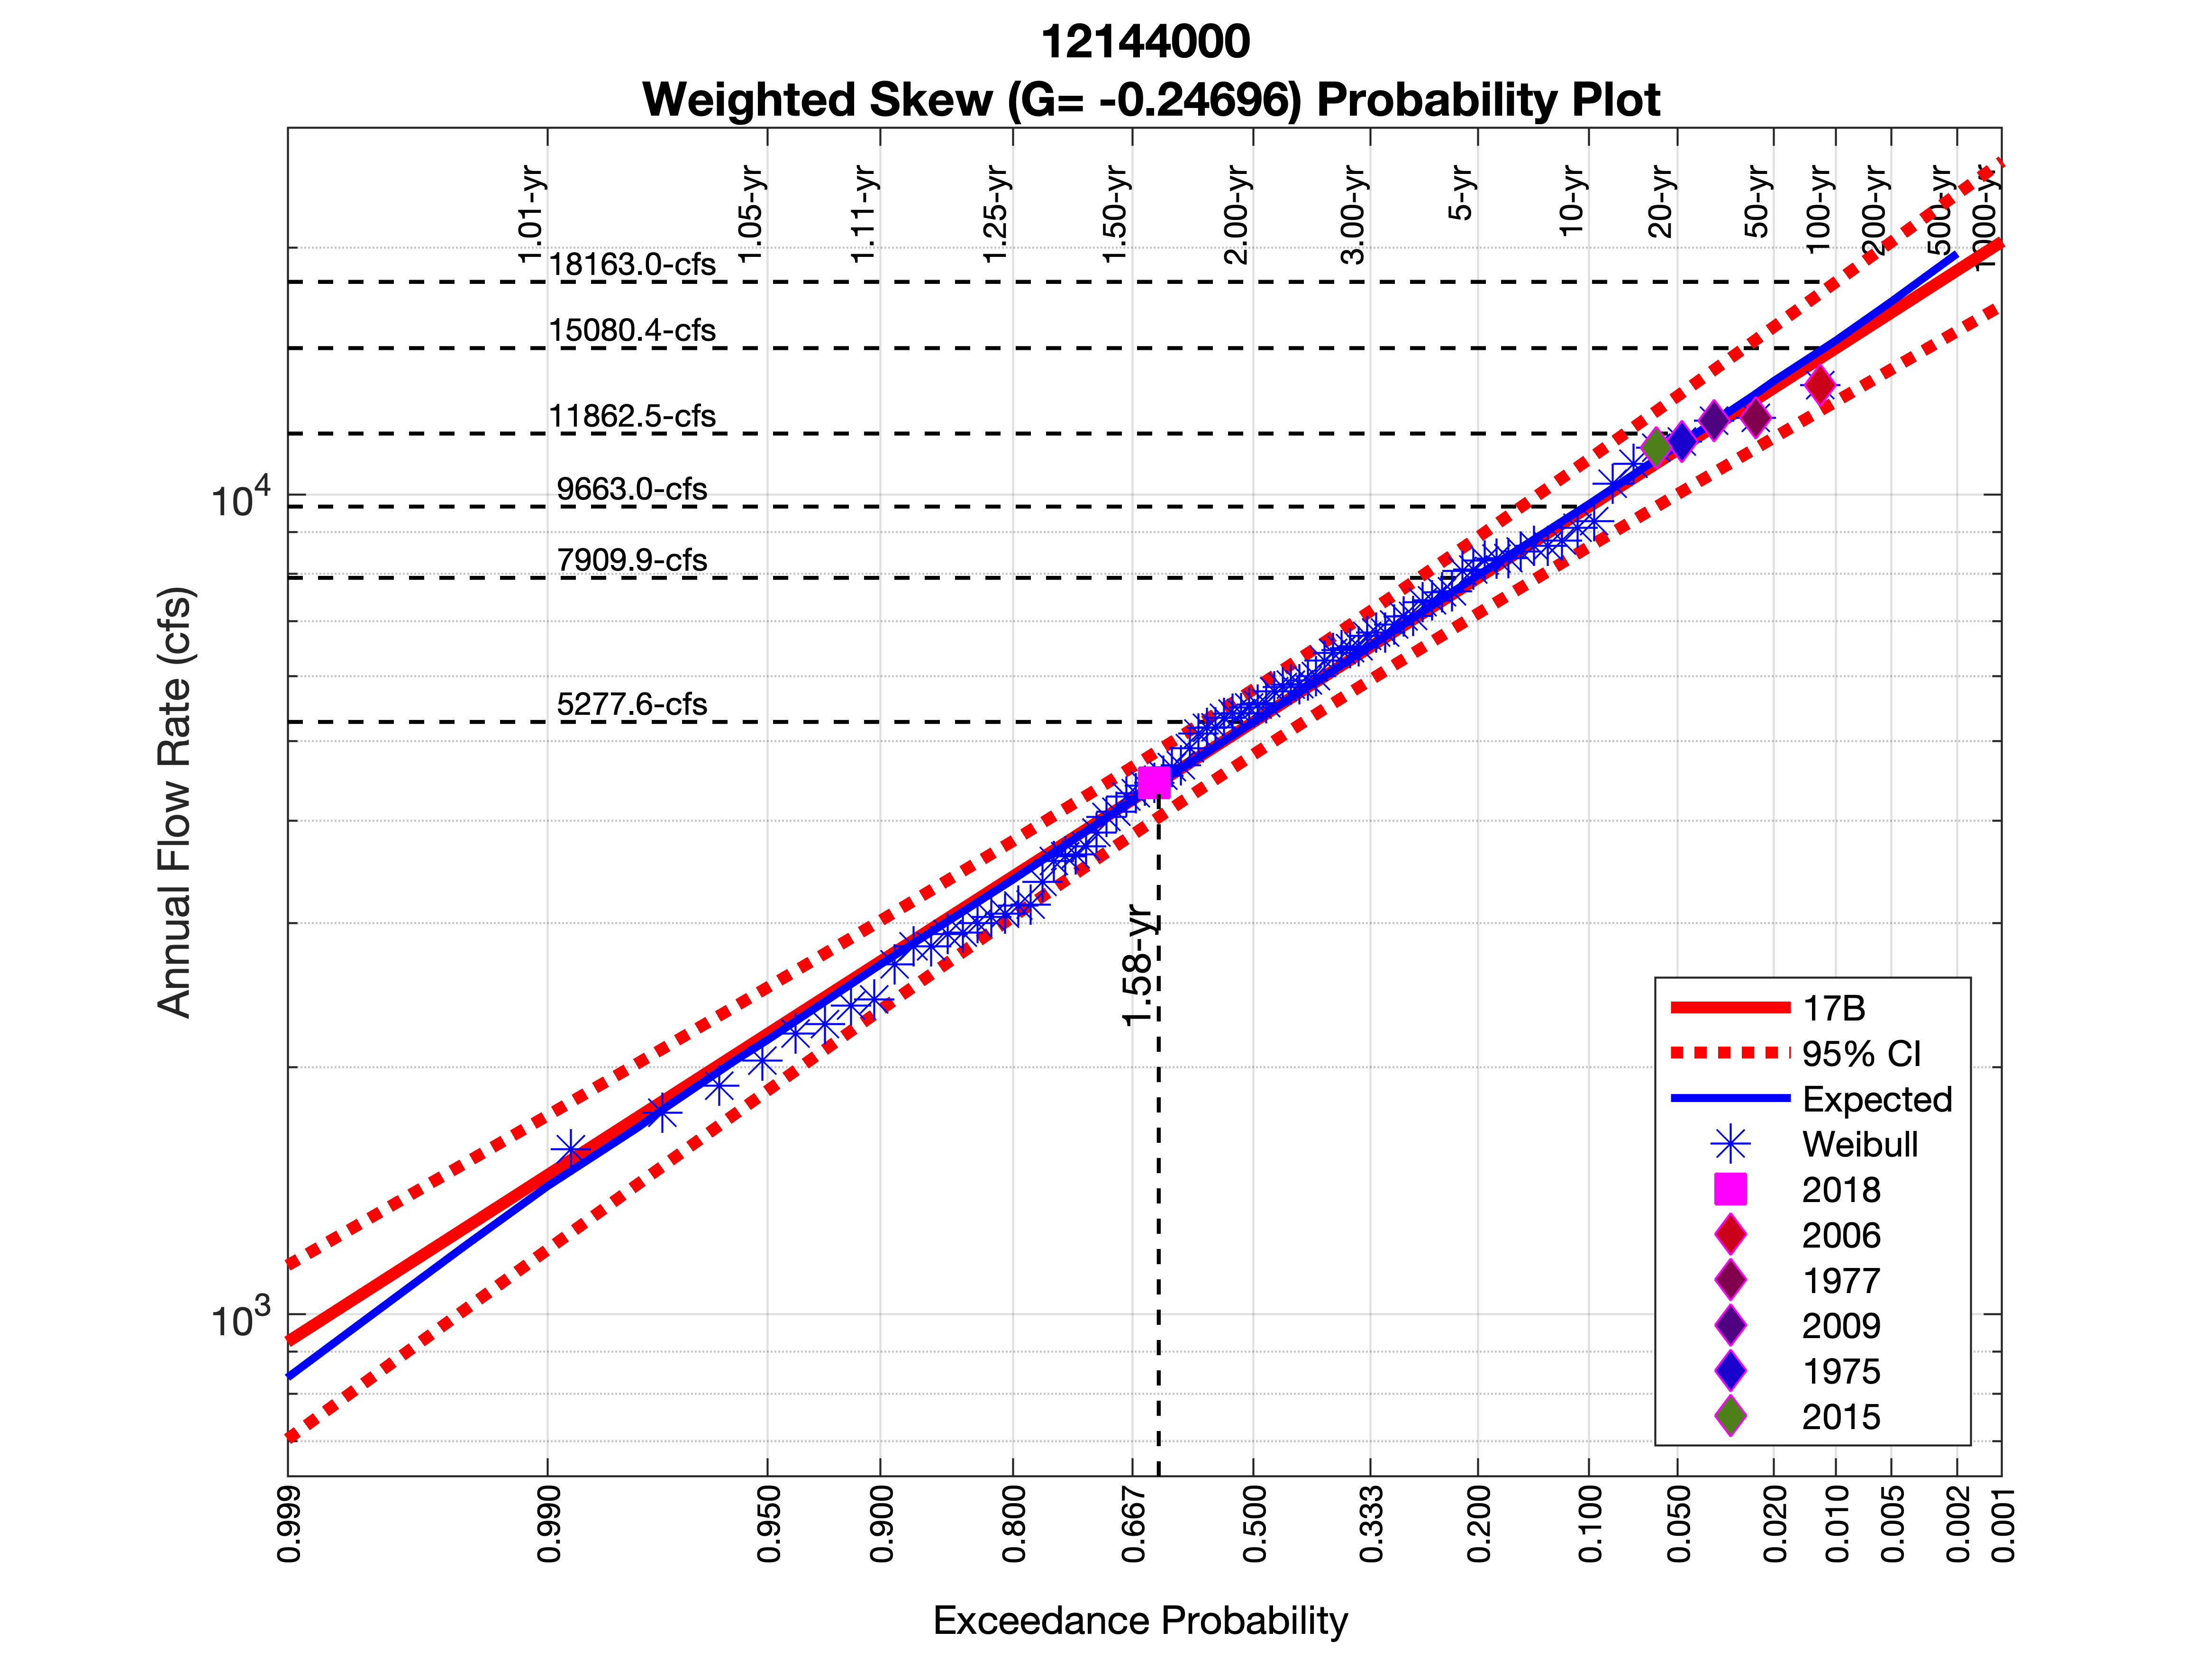 12144000
Weighted Skew (G= -0.24696) Probability Plot
1.01-yr
1.05-yr
1.11-yr
1.25-yr
1.50-yr
2.00-yr
3.00-yr
5-yr
10-yr
20-yr
50-yr
100-yr
200-yr
500-yr
1000-yr
18163.0-cfs
15080.4-cfs
11862.5-cfs
9663.0-cfs
7909.9-cfs
5277.6-cfs
10^4
10^3
Annual Flow Rate (cfs)
1.58-yr
17B
95% CI
Expected
Weibull
2018
2006
1977
2009
1975
2015
0.999
0.990
0.950
0.900
0.800
0.667
0.500
0.333
0.200
0.100
0.050
0.020
0.010
0.005
0.002
0.001
Exceedance Probability